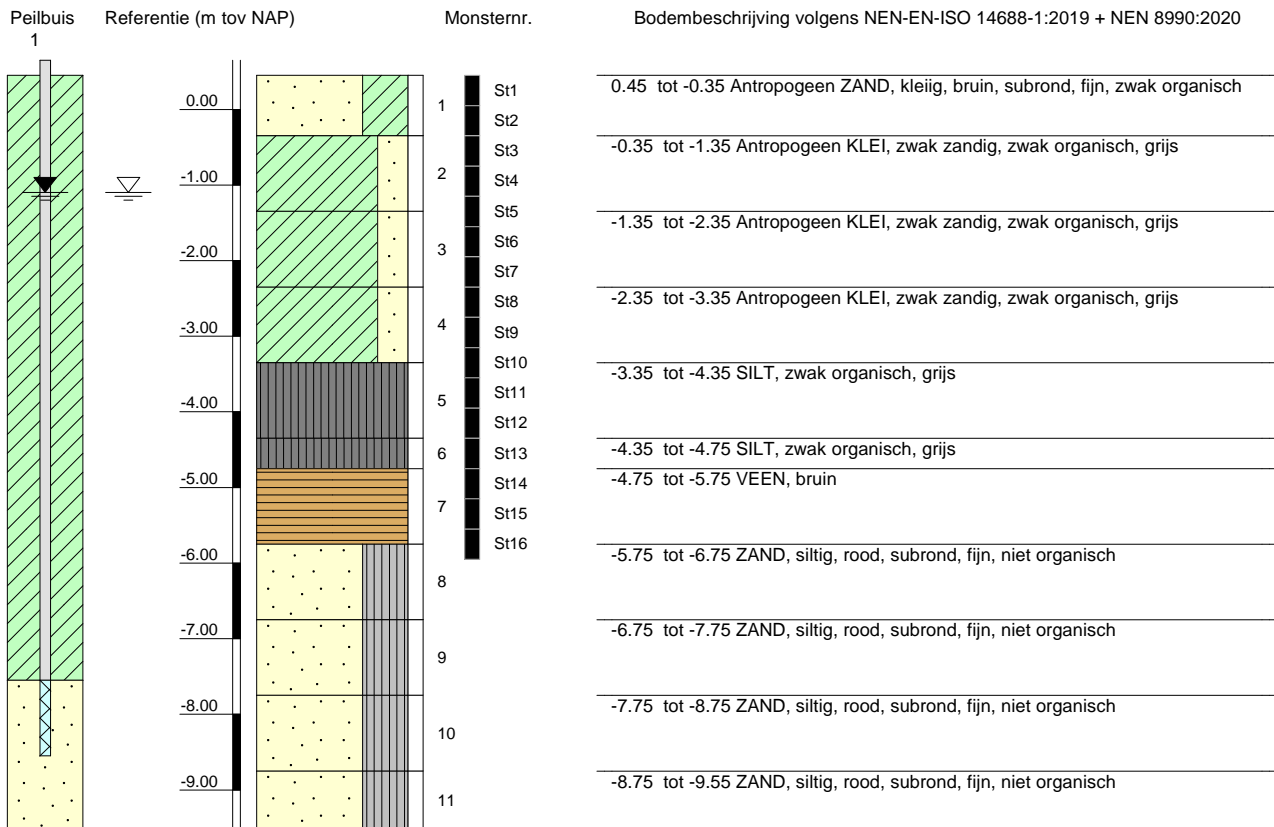 Peilbuis Referentie (m tov NAP) Monsternr. Bodembeschrijving volgens NEN-EN-ISO 14688-1:2019 + NEN 8990:2020
1
St1 0.45 tot -0.35 Antropogeen ZAND, kleiig, bruin, subrond, fijn, zwak organisch
0.00 1
St2
St3 -0.35 tot -1.35 Antropogeen KLEI, zwak zandig, zwak organisch, grijs
2
-1.00 St4
St5 -1.35 tot -2.35 Antropogeen KLEI, zwak zandig, zwak organisch, grijs
St6
-2.00 3
St7
St8 -2.35 tot -3.35 Antropogeen KLEI, zwak zandig, zwak organisch, grijs
4
-3.00 St9
St10 -3.35 tot -4.35 SILT, zwak organisch, grijs
St11
5
-4.00 St12
6 St13 -4.35 tot -4.75 SILT, zwak organisch, grijs
-5.00 St14 -4.75 tot -5.75 VEEN, bruin
7 St15
St16 -5.75 tot -6.75 ZAND, siltig, rood, subrond, fijn, niet organisch
-6.00
8
-7.00 -6.75 tot -7.75 ZAND, siltig, rood, subrond, fijn, niet organisch
9
-8.00 -7.75 tot -8.75 ZAND, siltig, rood, subrond, fijn, niet organisch
10
-9.00 -8.75 tot -9.55 ZAND, siltig, rood, subrond, fijn, niet organisch
11